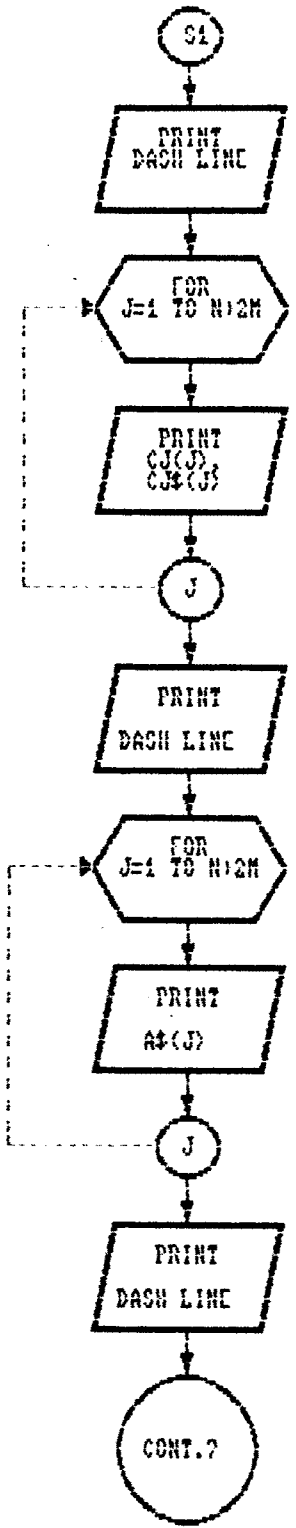 S1
PRINT
DASH LINE
FOR
J=1 TO N+2M
PRINT
CJ(J),
CJ$(J)
J
PRINT
DASH LINE
FOR
J=1 TO N+2M
PRINT
A$(J)
J
PRINT
DASH LINE
CONT.?